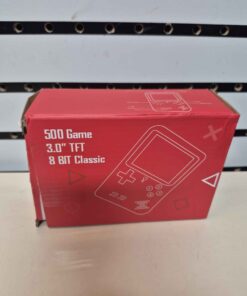 500 Game
3.0" TFT
8 BIT Classic